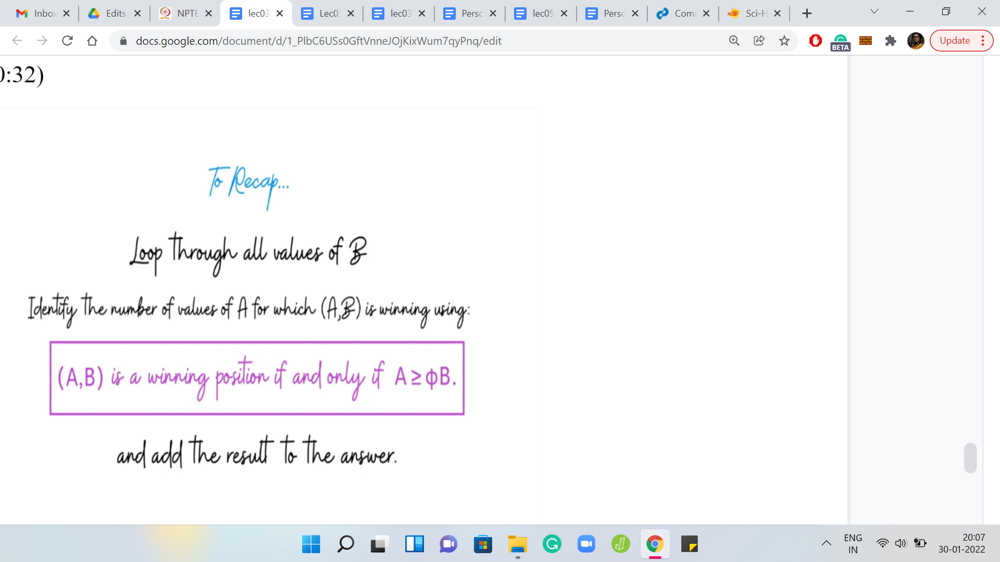 Inbox
Edits
NPTE
lec03
Lec03
lec03
Perso
lec05
Perso
Com
Sci-H
docs.google.com/document/d/1_PlbC6USs0GftVnneJOjKixWum7qyPnq/edit
BETA
Update
0:32)
To Recap...
Loop through all values of B
Identify the number of values of A for which (A,B) is winning using:
(A,B) is a winning position if and only if A ≥ ϕB.
and add the result to the answer.
ENG
IN
20:07
30-01-2022